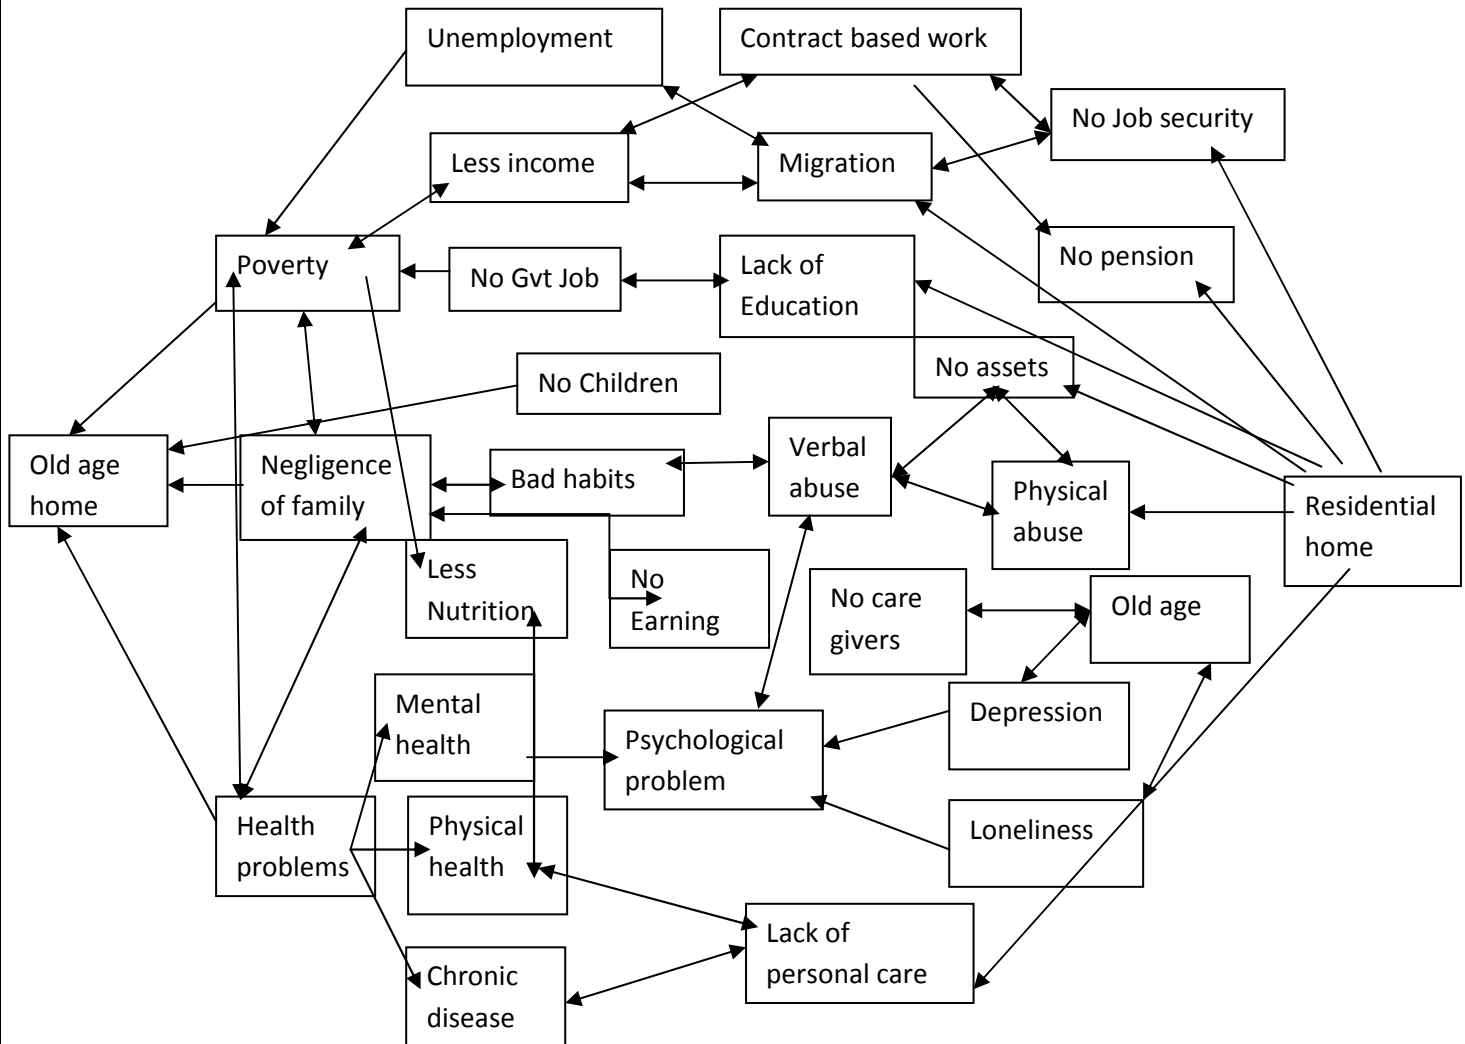 Unemployment
Contract based work
No Job security
Less income
Migration
Poverty
No Gvt Job
Lack of
Education
No pension
No Children
No assets
Old age
home
Negligence
of family
Bad habits
Verbal
abuse
Physical
abuse
Residential
home
Less
Nutrition
No
Earning
No care
givers
Old age
Mental
health
Psychological
problem
Depression
Health
problems
Physical
health
Loneliness
Lack of
personal care
Chronic
disease